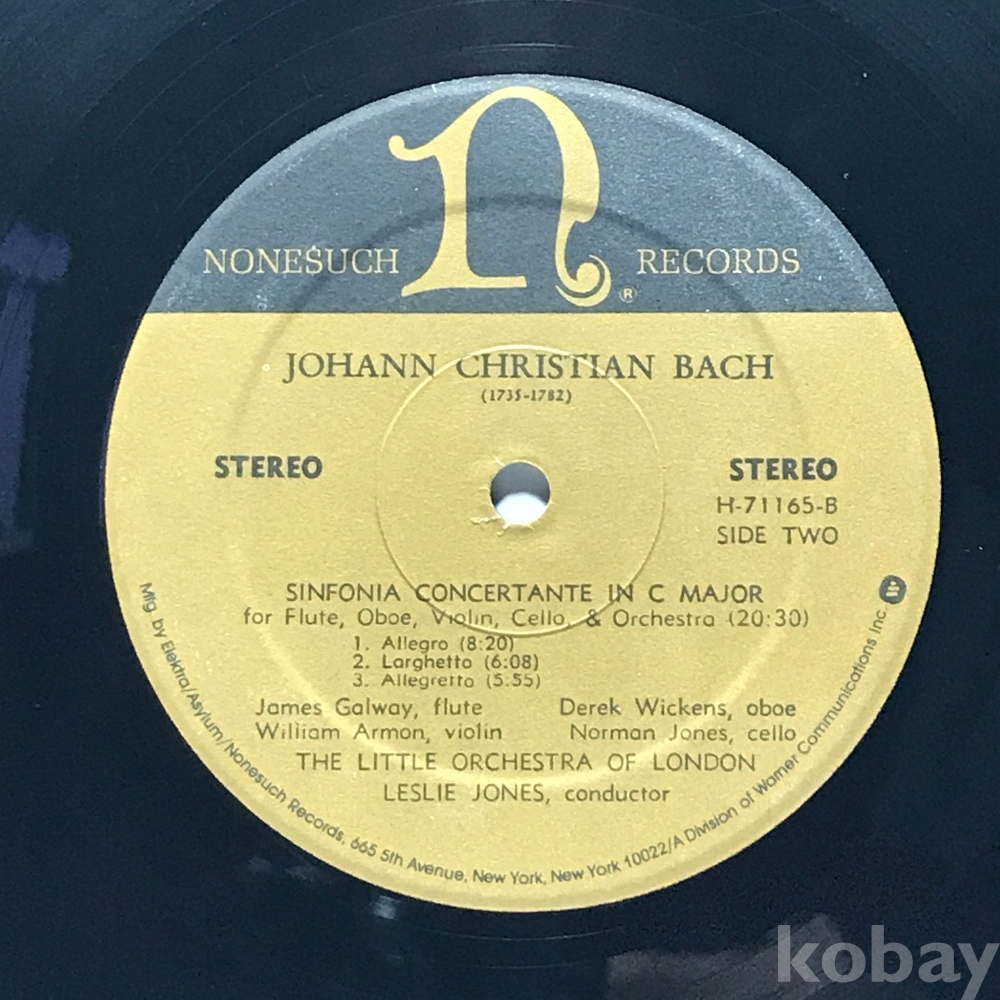 n
NONESUCH RECORDS
®
JOHANN CHRISTIAN BACH
(1735-1782)
STEREO
STEREO
H-71165-B
SIDE TWO
SINFONIA CONCERTANTE IN C MAJOR
for Flute, Oboe, Violin, Cello, & Orchestra (20:30)
1. Allegro (8:20)
2. Larghetto (6:08)
3. Allegretto (5:55)
James Galway, flute Derek Wickens, oboe
William Armon, violin Norman Jones, cello
THE LITTLE ORCHESTRA OF LONDON
LESLIE JONES, conductor
Mfg. by Elektra/Asylum/Nonesuch Records, 665 5th Avenue, New York, New York 10022/A Division of Warner Communications Inc.
kobay